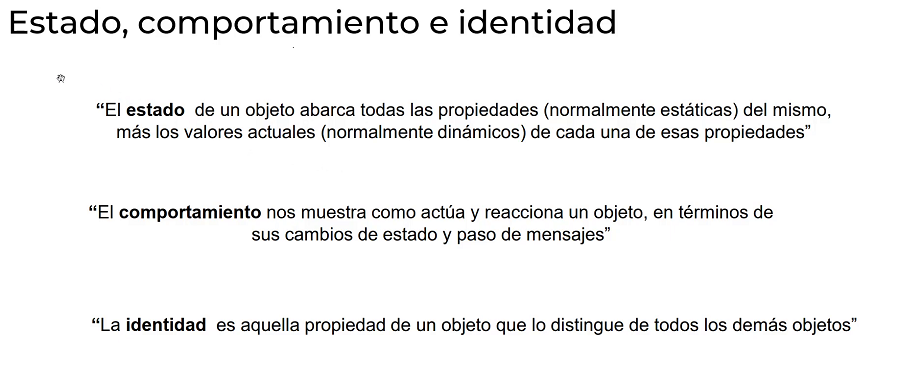 Estado, comportamiento e identidad
“El estado de un objeto abarca todas las propiedades (normalmente estáticas) del mismo,
más los valores actuales (normalmente dinámicos) de cada una de esas propiedades”
“El comportamiento nos muestra como actúa y reacciona un objeto, en términos de
sus cambios de estado y paso de mensajes”
“La identidad es aquella propiedad de un objeto que lo distingue de todos los demás objetos”